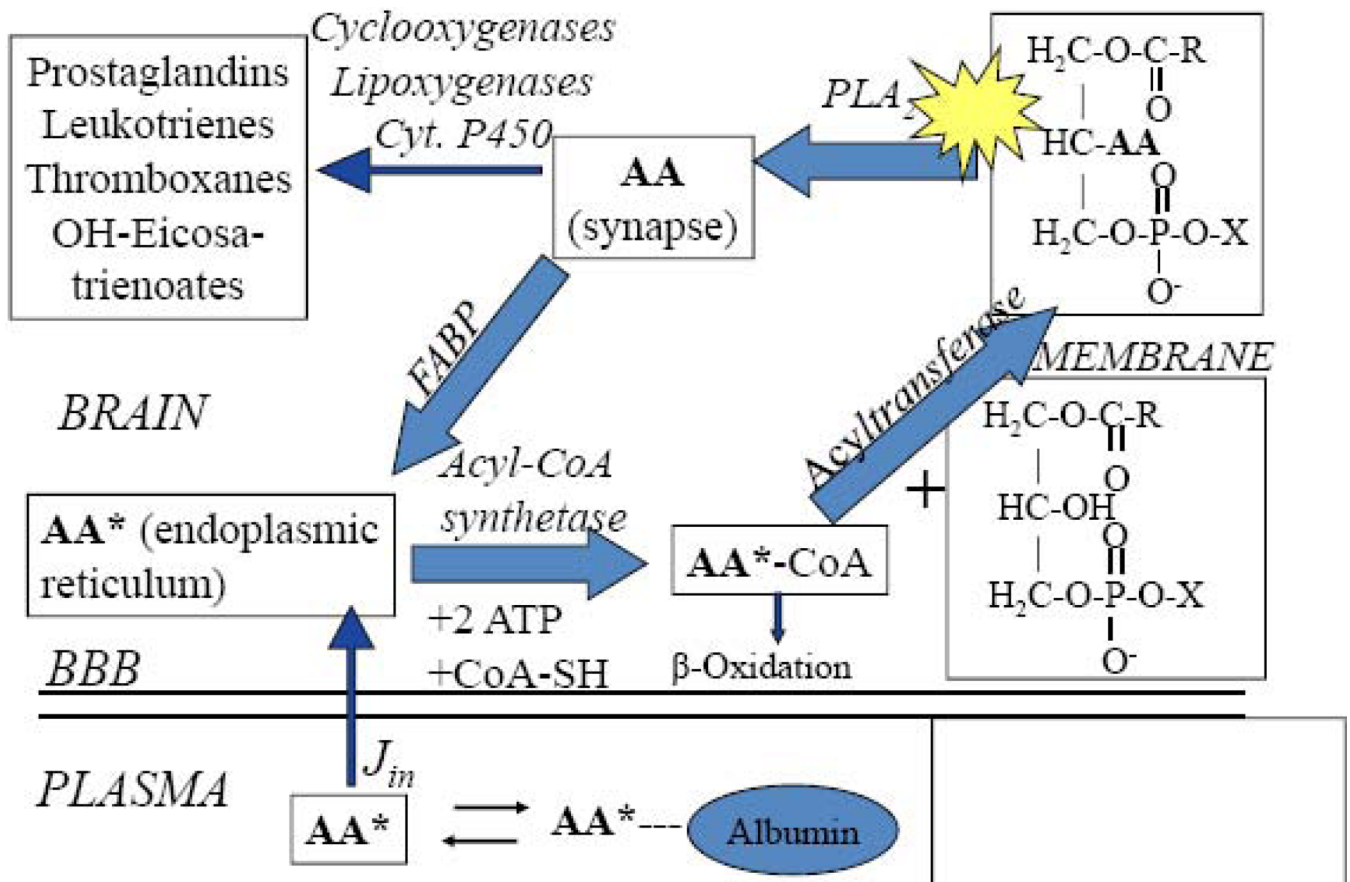 Cyclooxygenases
Lipoxygenases
Cyt. P450
Prostaglandins
Leukotrienes
Thromboxanes
OH-Eicosa-
trienoates
AA
(synapse)
PLA2
H2C-O-C-R
O
HC-AA
O
H2C-O-P-O-X
O-
MEMBRANE
FABP
Acyltransferase
BRAIN
Acyl-CoA
synthetase
AA* (endoplasmic
reticulum)
+2 ATP
+CoA-SH
AA*-CoA
β-Oxidation
+
H2C-O-C-R
O
HC-OH
O
H2C-O-P-O-X
O-
BBB
PLASMA
Jin
AA*
AA*---
Albumin